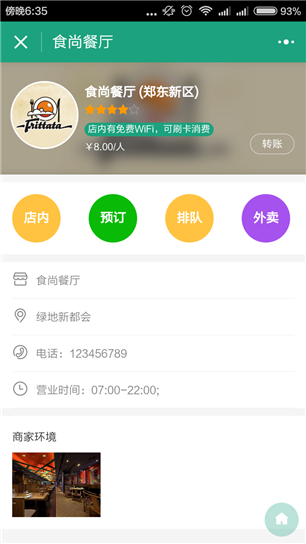 傍晚6:35
93%
食尚餐厅
Frittata
食尚餐厅 (郑东新区)
店内有免费WiFi，可刷卡消费
￥8.00/人
转账
店内
预订
排队
外卖
食尚餐厅
绿地新都会
电话：123456789
营业时间：07:00-22:00;
商家环境